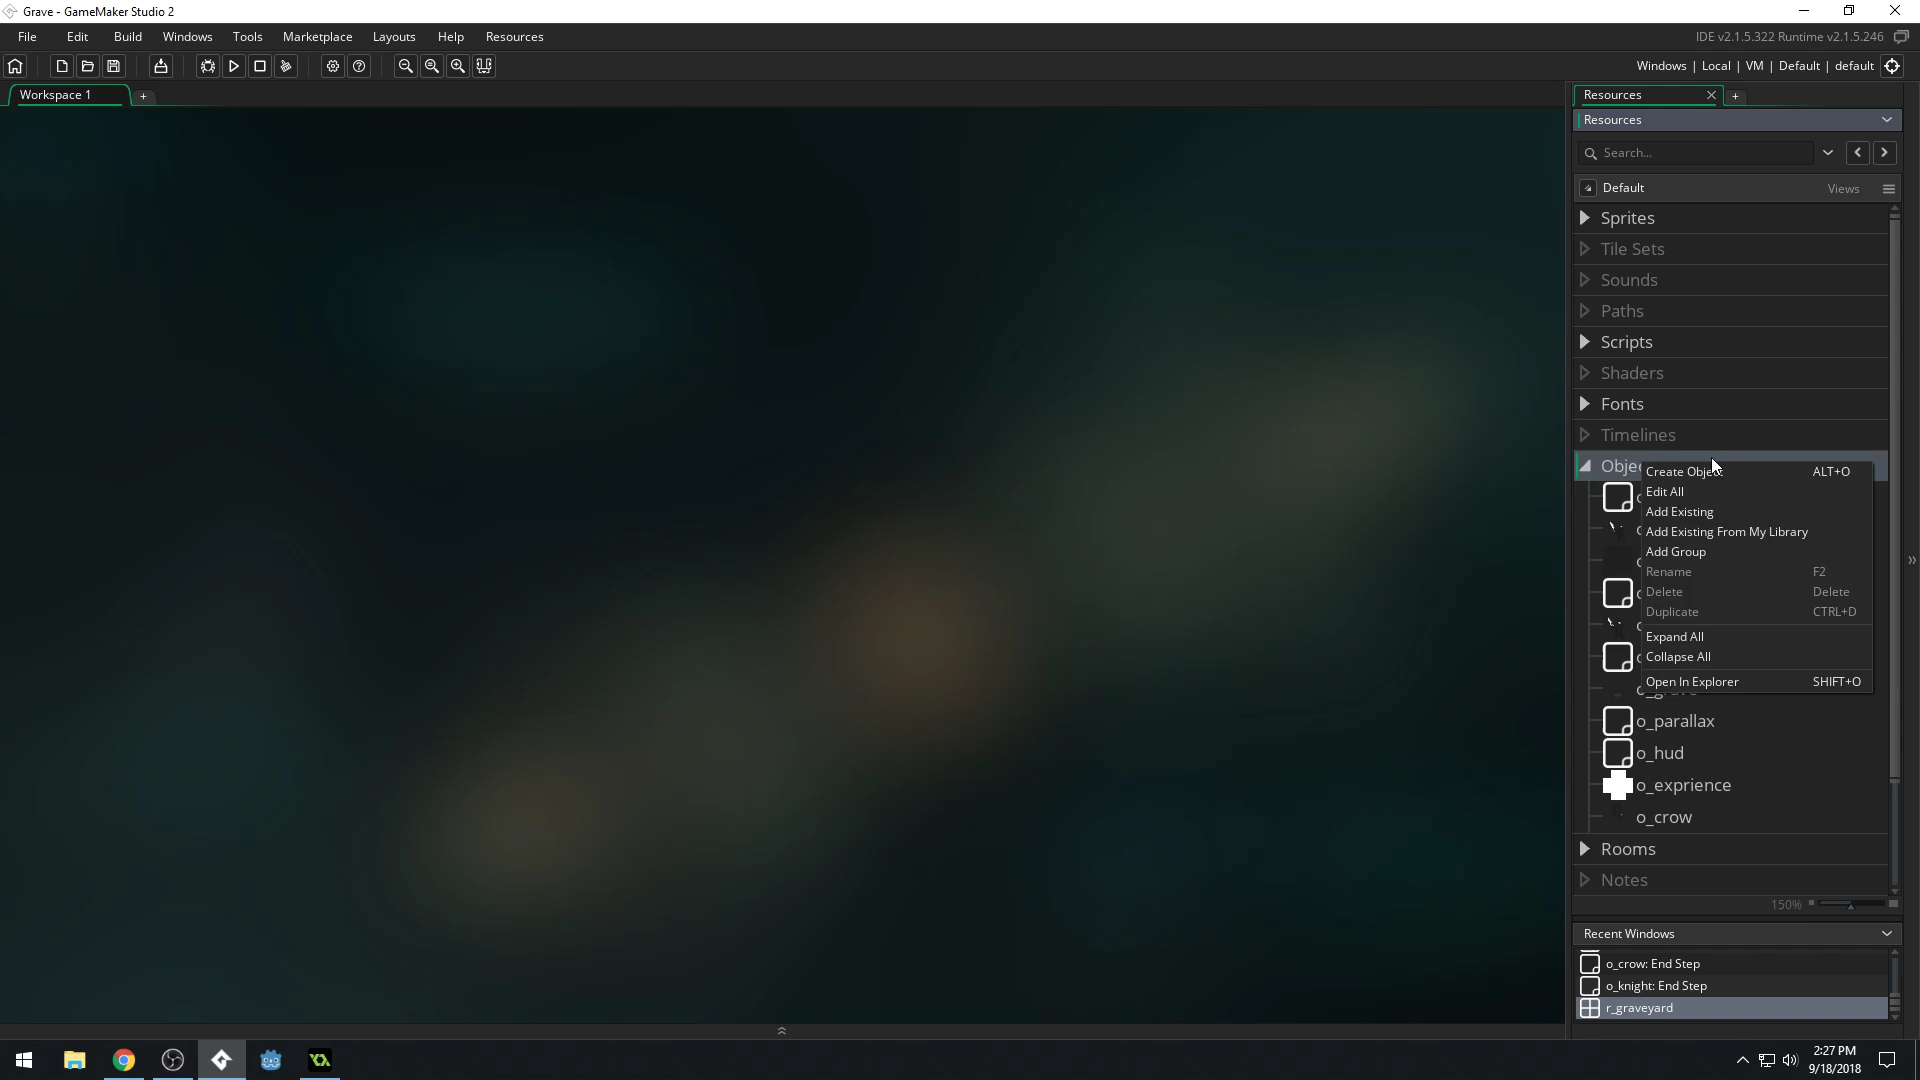 Grave - GameMaker Studio 2
File Edit Build Windows Tools Marketplace Layouts Help Resources
IDE v2.1.5.322 Runtime v2.1.5.246
Windows | Local | VM | Default | default
Workspace 1
Resources
Resources
Search...
Default Views
Sprites
Tile Sets
Sounds
Paths
Scripts
Shaders
Fonts
Timelines
Create Object ALT+O
Edit All
Add Existing
Add Existing From My Library
Add Group
Rename F2
Delete Delete
Duplicate CTRL+D
Expand All
Collapse All
Open In Explorer SHIFT+O
o_parallax
o_hud
o_exprience
o_crow
Rooms
Notes
150%
Recent Windows
o_crow: End Step
o_knight: End Step
r_graveyard
2:27 PM
9/18/2018